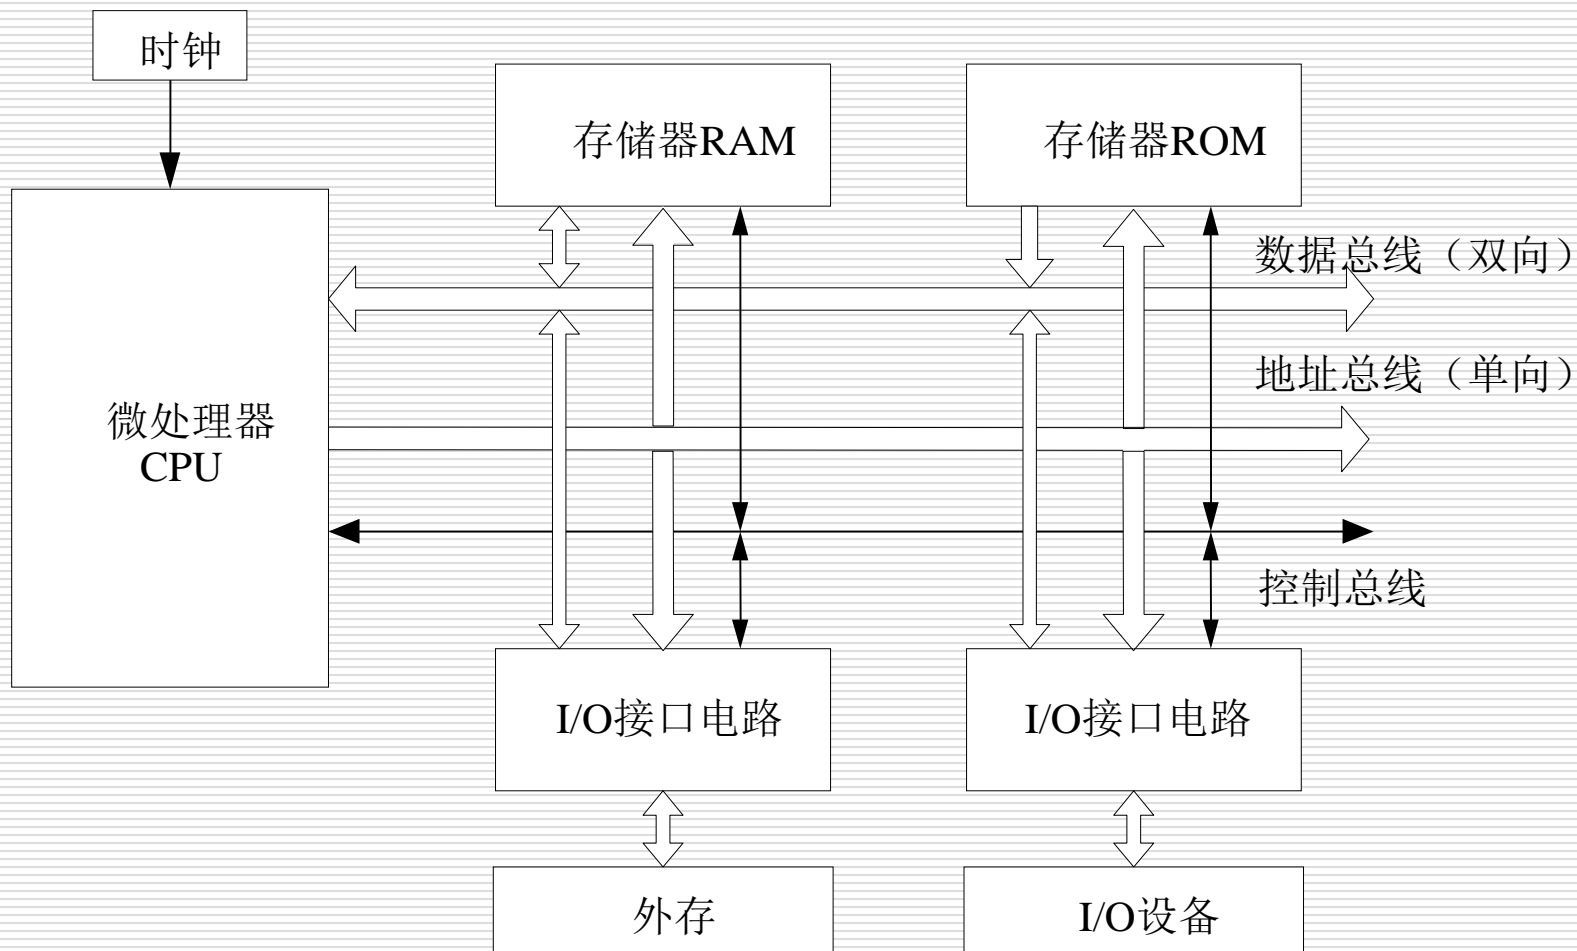 时钟
存储器RAM
存储器ROM
数据总线（双向）
地址总线（单向）
微处理器
CPU
控制总线
I/O接口电路
I/O接口电路
外存
I/O设备